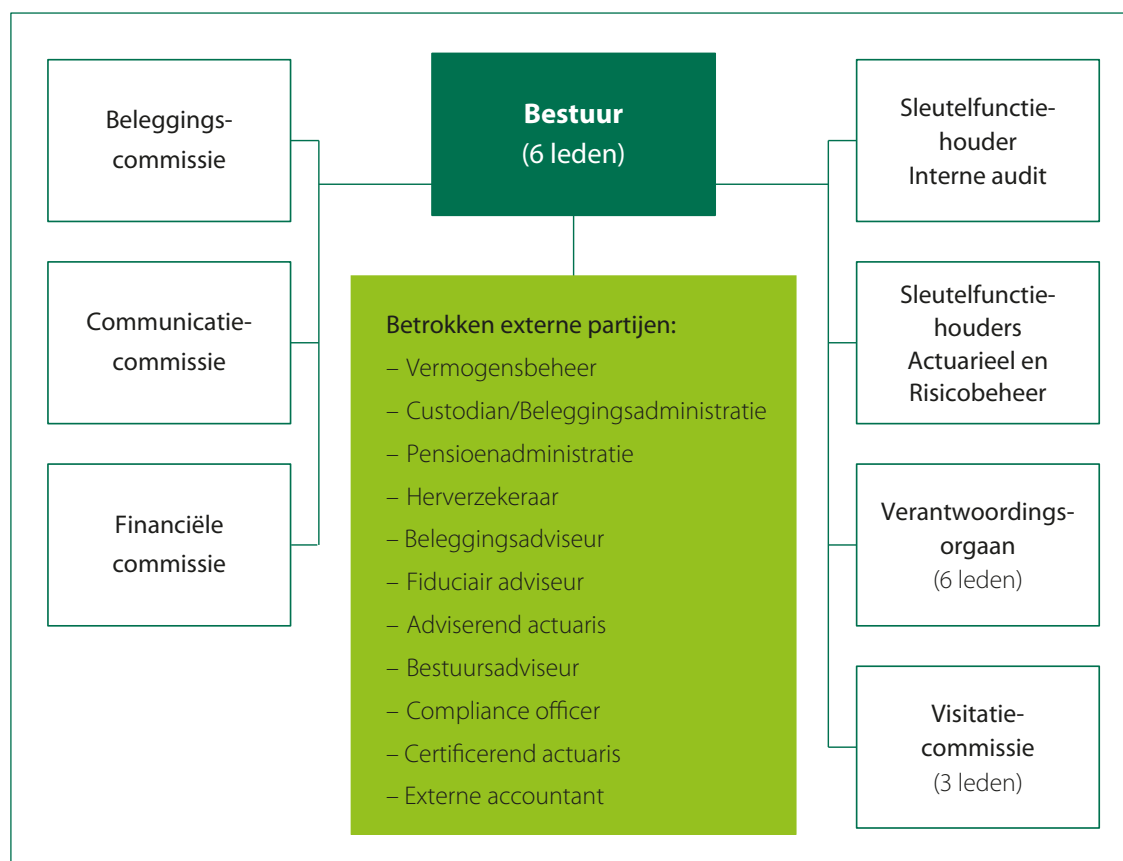 Beleggings-
commissie
Communicatie-
commissie
Financiële
commissie
Bestuur
(6 leden)
Betrokken externe partijen:
– Vermogensbeheer
– Custodian/Beleggingsadministratie
– Pensioenadministratie
– Herverzekeraar
– Beleggingsadviseur
– Fiduciair adviseur
– Adviserend actuaris
– Bestuursadviseur
– Compliance officer
– Certificerend actuaris
– Externe accountant
Sleutelfunctie-
houder
Interne audit
Sleutelfunctie-
houders
Actuarieel en
Risicobeheer
Verantwoordings-
orgaan
(6 leden)
Visitatie-
commissie
(3 leden)